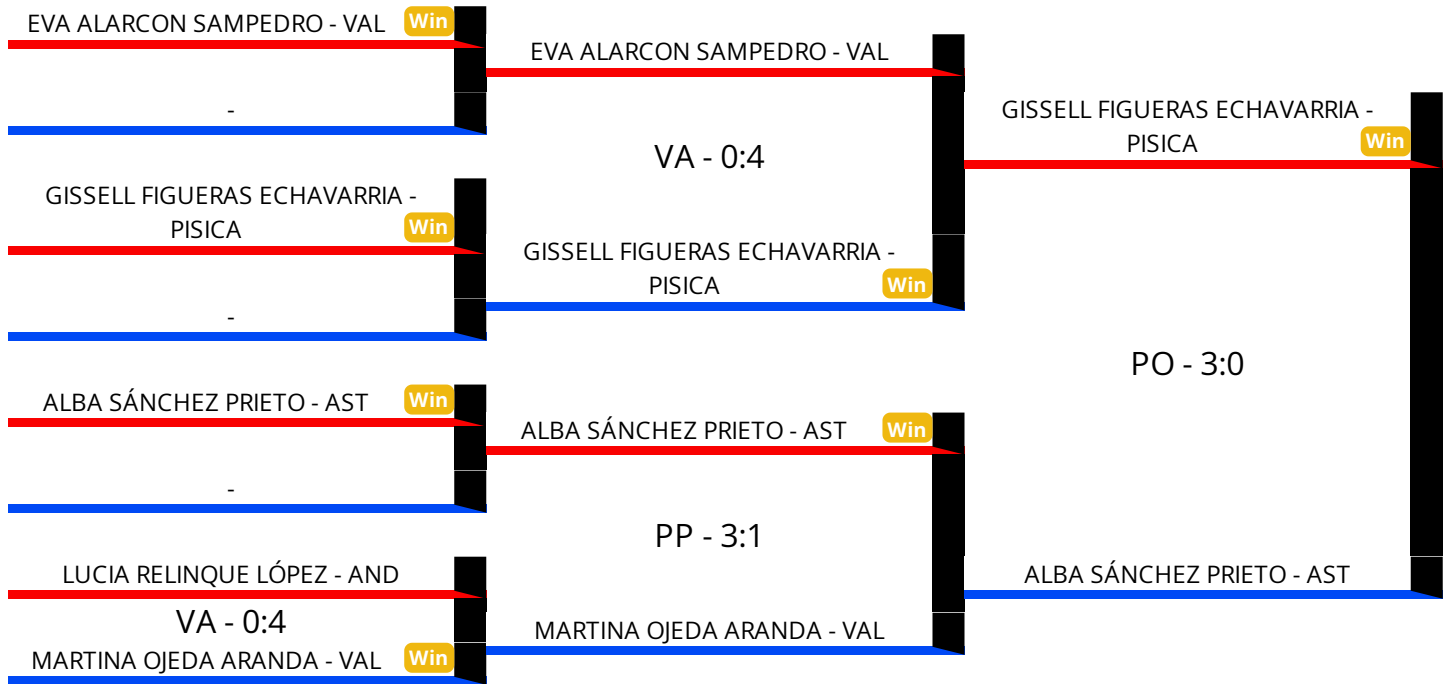 EVA ALARCON SAMPEDRO - VAL Win
-
GISSELL FIGUERAS ECHAVARRIA -
PISICA Win
-
ALBA SÁNCHEZ PRIETO - AST Win
-
LUCIA RELINQUE LÓPEZ - AND
VA - 0:4
MARTINA OJEDA ARANDA - VAL Win
EVA ALARCON SAMPEDRO - VAL
VA - 0:4
GISSELL FIGUERAS ECHAVARRIA -
PISICA Win
ALBA SÁNCHEZ PRIETO - AST Win
PP - 3:1
MARTINA OJEDA ARANDA - VAL
GISSELL FIGUERAS ECHAVARRIA -
PISICA Win
PO - 3:0
ALBA SÁNCHEZ PRIETO - AST